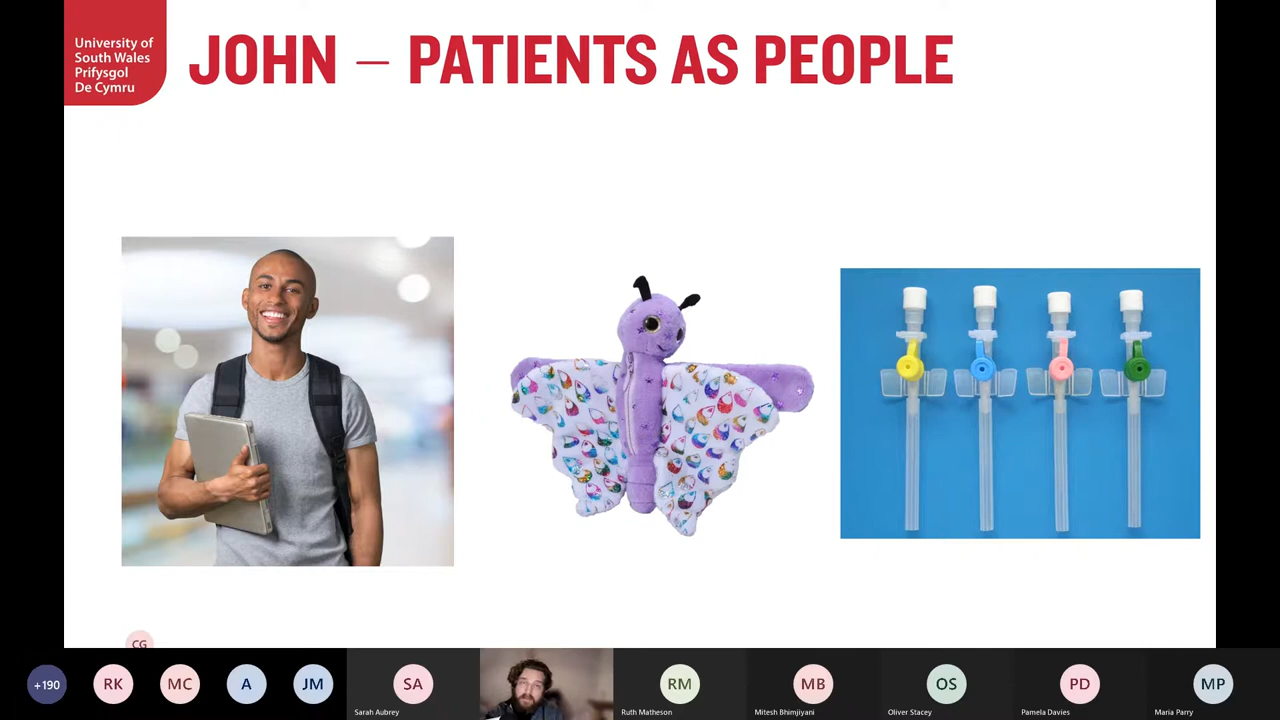 University of
South Wales
Prifysgol
De Cymru
JOHN – PATIENTS AS PEOPLE
CG
+190
RK
MC
A
JM
SA
Sarah Aubrey
RM
Ruth Matheson
MB
Mitesh Bhimjiyani
OS
Oliver Stacey
PD
Pamela Davies
MP
Maria Parry